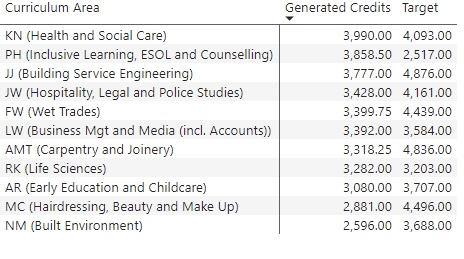 Curriculum Area Generated Credits Target
KN (Health and Social Care) 3,990.00 4,093.00
PH (Inclusive Learning, ESOL and Counselling) 3,858.50 2,517.00
JJ (Building Service Engineering) 3,777.00 4,876.00
JW (Hospitality, Legal and Police Studies) 3,428.00 4,161.00
FW (Wet Trades) 3,399.75 4,439.00
LW (Business Mgt and Media (incl. Accounts)) 3,392.00 3,584.00
AMT (Carpentry and Joinery) 3,318.25 4,836.00
RK (Life Sciences) 3,282.00 3,203.00
AR (Early Education and Childcare) 3,080.00 3,707.00
MC (Hairdressing, Beauty and Make Up) 2,881.00 4,496.00
NM (Built Environment) 2,596.00 3,688.00